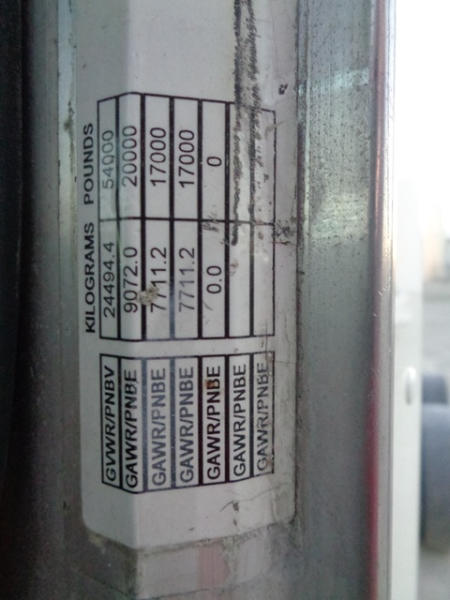 KILOGRAMS POUNDS
GVWR/PNBV 24494.4 54000
GAWR/PNBE 9072.0 20000
GAWR/PNBE 7711.2 17000
GAWR/PNBE 7711.2 17000
GAWR/PNBE 0.0 0
GAWR/PNBE
GAWR/PNBE